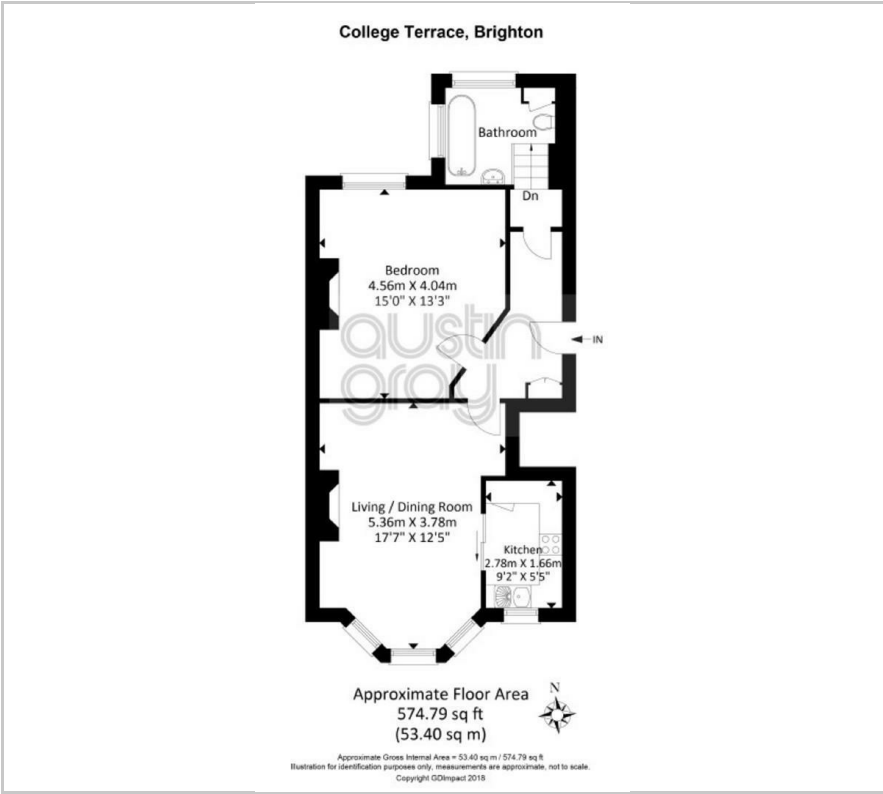 College Terrace, Brighton
Bathroom
Dn
Bedroom
4.56m X 4.04m
15'0" X 13'3"
austin
gray
IN
Living / Dining Room
5.36m X 3.78m
17'7" X 12'5"
Kitchen
2.78m X 1.66m
9'2" X 5'5"
Approximate Floor Area
574.79 sq ft
(53.40 sq m)
N
Approximate Gross Internal Area = 53.40 sq m / 574.79 sq ft
Illustration for identification purposes only, measurements are approximate, not to scale.
Copyright GDImpact 2018